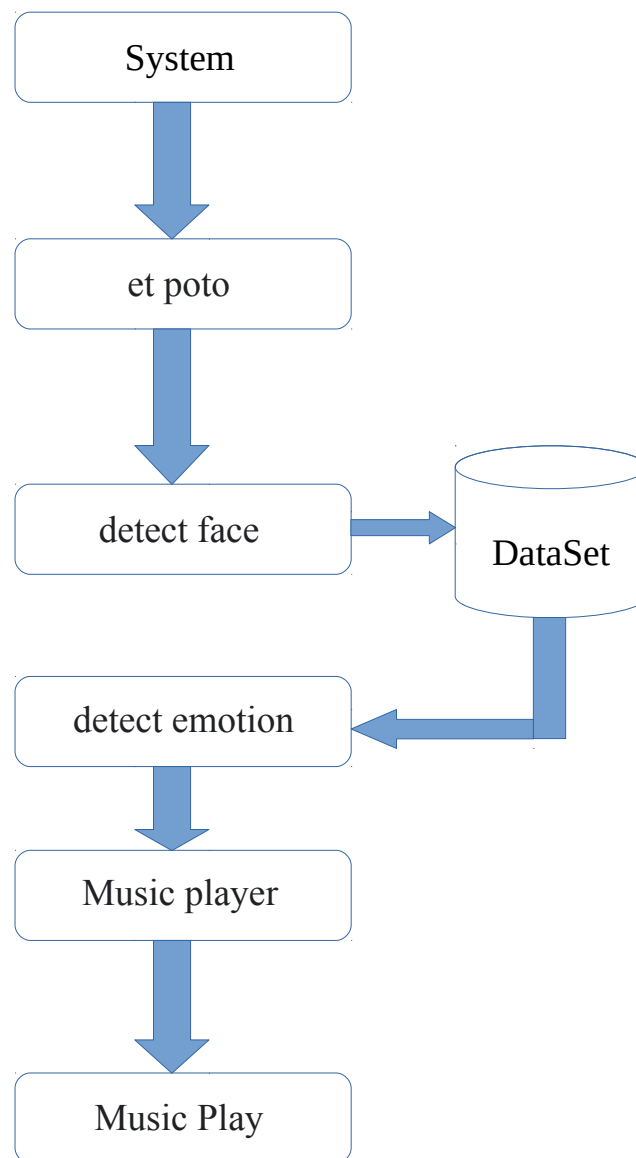 System
et poto
detect face
DataSet
detect emotion
Music player
Music Play